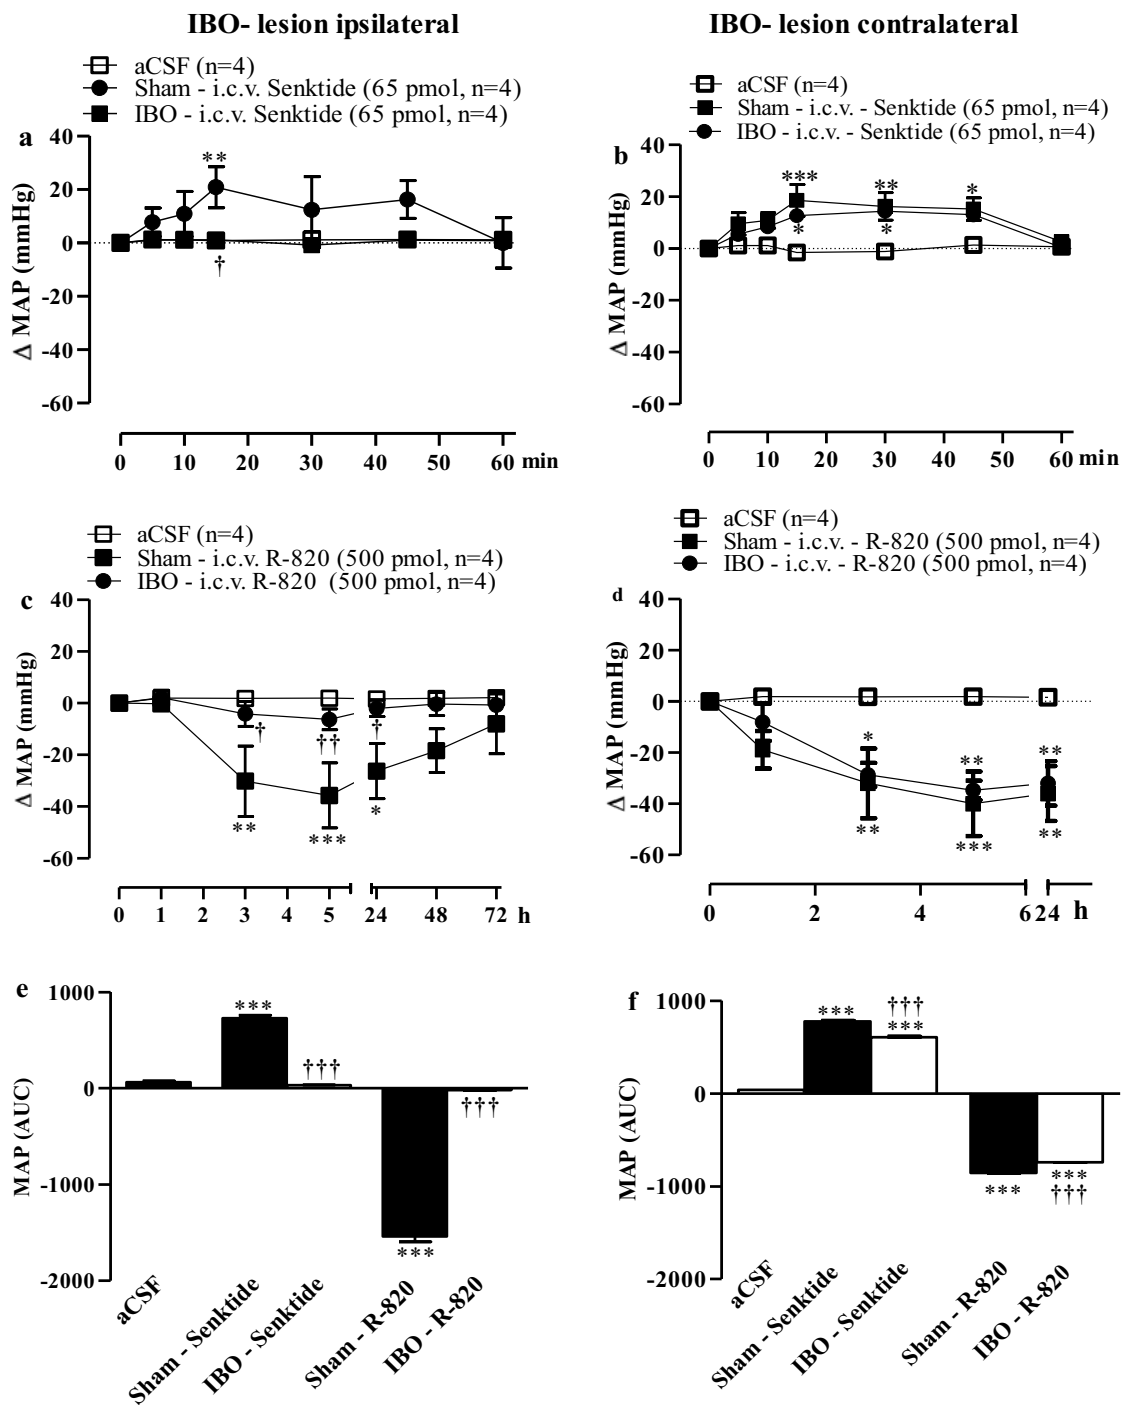 IBO- lesion ipsilateral
aCSF (n=4)
Sham - i.c.v. Senktide (65 pmol, n=4)
IBO - i.c.v. Senktide (65 pmol, n=4)
a
40
20
0
-20
-40
-60
Δ MAP (mmHg)
**
†
0 10 20 30 40 50 60 min
IBO- lesion contralateral
aCSF (n=4)
Sham - i.c.v. - Senktide (65 pmol, n=4)
IBO - i.c.v. - Senktide (65 pmol, n=4)
b
40
20
0
-20
-40
-60
Δ MAP (mmHg)
*** ** *
* *
0 10 20 30 40 50 60 min
aCSF (n=4)
Sham - i.c.v. R-820 (500 pmol, n=4)
IBO - i.c.v. R-820 (500 pmol, n=4)
c
40
20
0
-20
-40
-60
Δ MAP (mmHg)
† †† †
** *** *
0 1 2 3 4 5 24 48 72 h
aCSF (n=4)
Sham - i.c.v. - R-820 (500 pmol, n=4)
IBO - i.c.v. - R-820 (500 pmol, n=4)
d
40
20
0
-20
-40
-60
Δ MAP (mmHg)
* ** **
** *** **
0 2 4 6 24 h
e
1000
0
-1000
-2000
MAP (AUC)
***
†††
†††
***
aCSF
Sham - Senktide
IBO - Senktide
Sham - R-820
IBO - R-820
f
1000
0
-1000
-2000
MAP (AUC)
***
†††
***
***
***
†††
aCSF
Sham - Senktide
IBO - Senktide
Sham - R-820
IBO - R-820